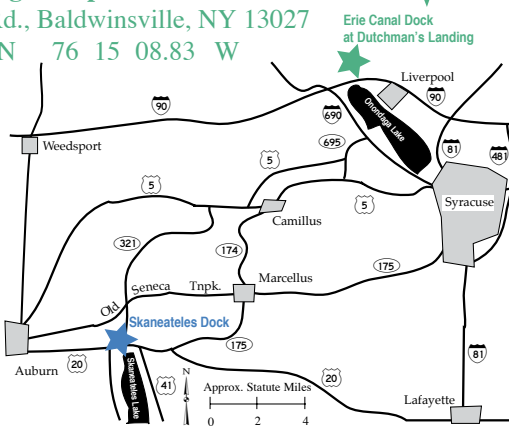 Rd., Baldwinsville, NY 13027
N 76 15 08.83 W
Erie Canal Dock
at Dutchman's Landing
Liverpool
90
90
690
Onondaga Lake
695
81
481
Weedsport
5
5
5
Syracuse
Camillus
321
174
175
Marcellus
Old Seneca Tnpk.
Skaneateles Dock
175
Auburn
20
Skaneateles Lake
41
N
20
81
Approx. Statute Miles
0 2 4
Lafayette